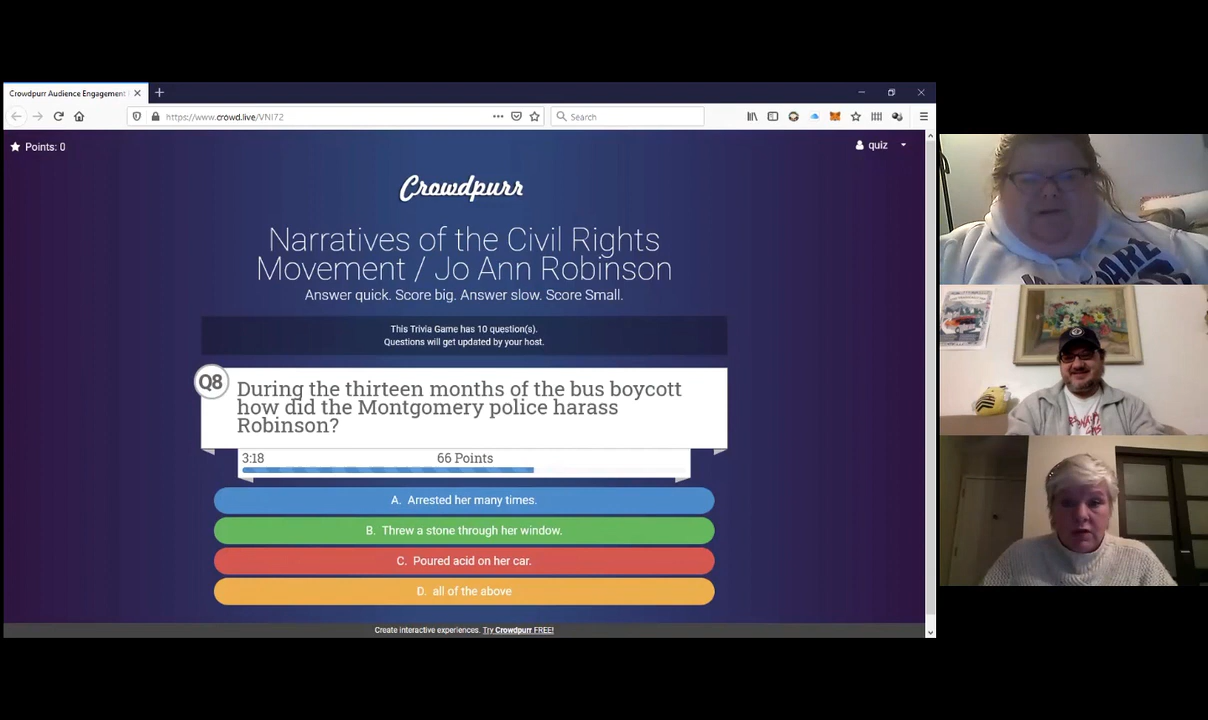 Crowdpurr Audience Engagement
https://www.crowd.live/VNI72
Search
Points: 0
quiz
Crowdpurr
Narratives of the Civil Rights
Movement / Jo Ann Robinson
Answer quick. Score big. Answer slow. Score Small.
This Trivia Game has 10 question(s).
Questions will get updated by your host.
Q8
During the thirteen months of the bus boycott
how did the Montgomery police harass
Robinson?
3:18
66 Points
A. Arrested her many times.
B. Threw a stone through her window.
C. Poured acid on her car.
D. all of the above
Create interactive experiences. Try Crowdpurr FREE!